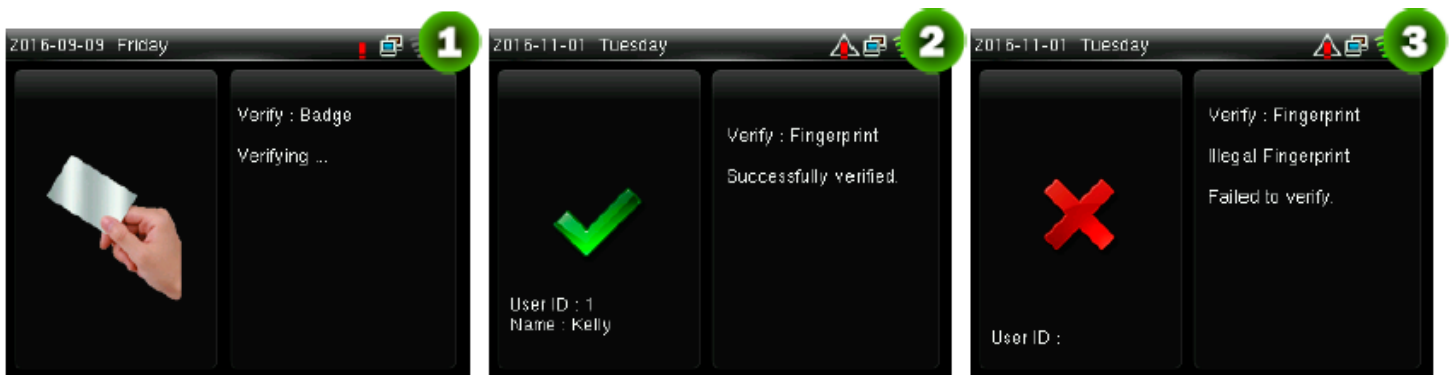 2016-09-09 Friday
1
Verify : Badge
Verifying ...
2016-11-01 Tuesday
2
Verify : Fingerprint
Successfully verified.
User ID : 1
Name : Kelly
2016-11-01 Tuesday
3
Verify : Fingerprint
Illegal Fingerprint
Failed to verify.
User ID :